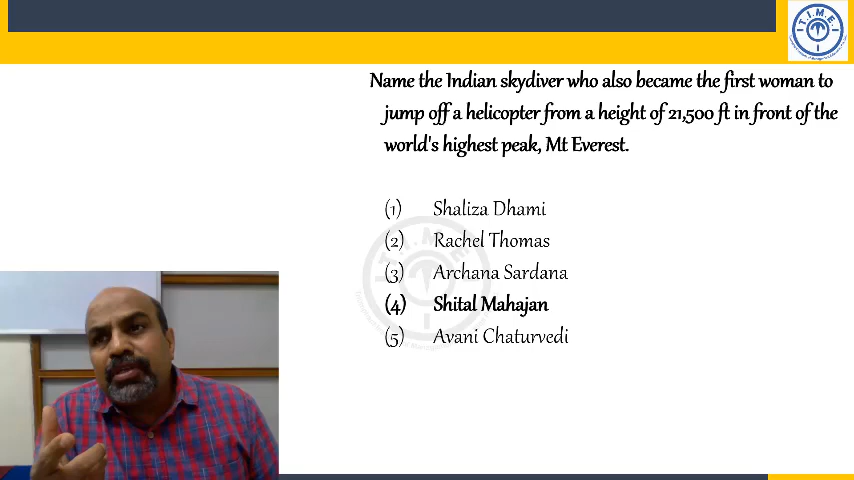 T.I.M.E.
Name the Indian skydiver who also became the first woman to
jump off a helicopter from a height of 21,500 ft in front of the
world's highest peak, Mt Everest.
(1) Shaliza Dhami
(2) Rachel Thomas
(3) Archana Sardana
(4) Shital Mahajan
(5) Avani Chaturvedi